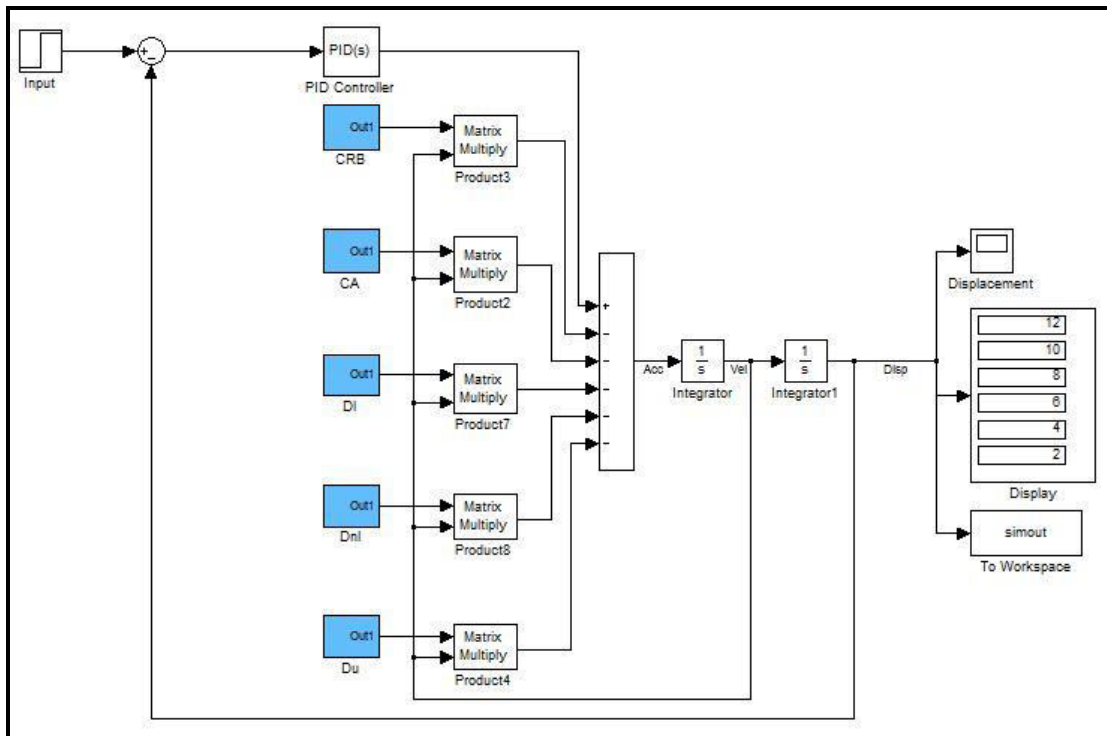 Input
+
−
PID(s)
PID Controller
Out1
CRB
Matrix
Multiply
Product3
Out1
CA
Matrix
Multiply
Product2
Out1
Dl
Matrix
Multiply
Product7
Out1
Dnl
Matrix
Multiply
Product8
Out1
Du
Matrix
Multiply
Product4
+
−
−
−
−
−
Acc
1
s
Integrator
Vel
1
s
Integrator1
Disp
Displacement
12
10
8
6
4
2
Display
simout
To Workspace